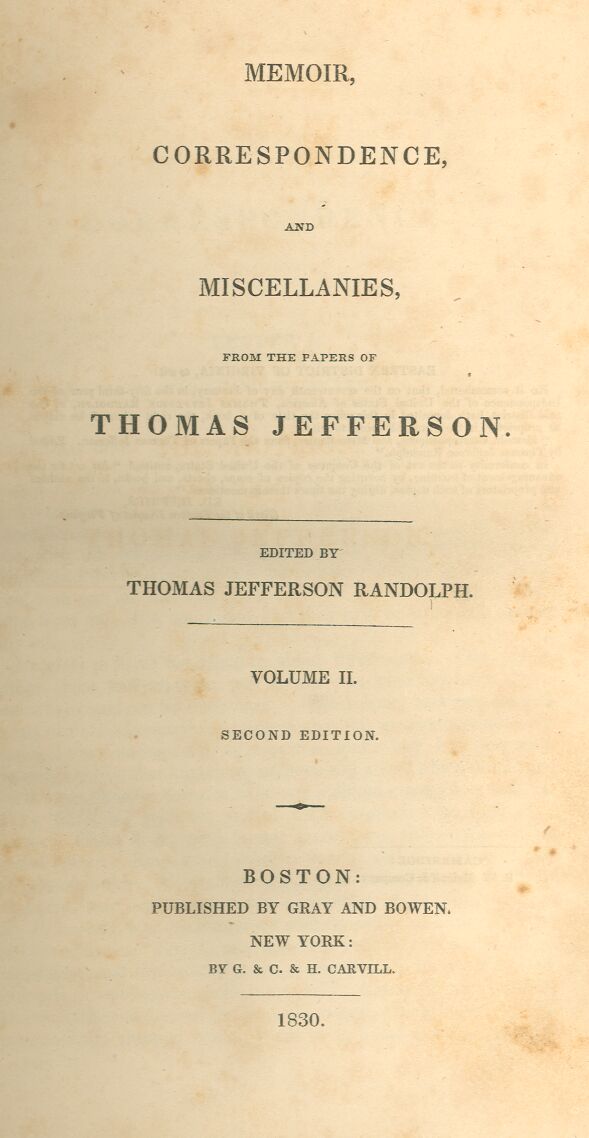 MEMOIR,
CORRESPONDENCE,
AND
MISCELLANIES,
FROM THE PAPERS OF
THOMAS JEFFERSON.
EDITED BY
THOMAS JEFFERSON RANDOLPH.
VOLUME II.
SECOND EDITION.
BOSTON:
PUBLISHED BY GRAY AND BOWEN.
NEW YORK:
BY G. & C. & H. CARVILL.
1830.